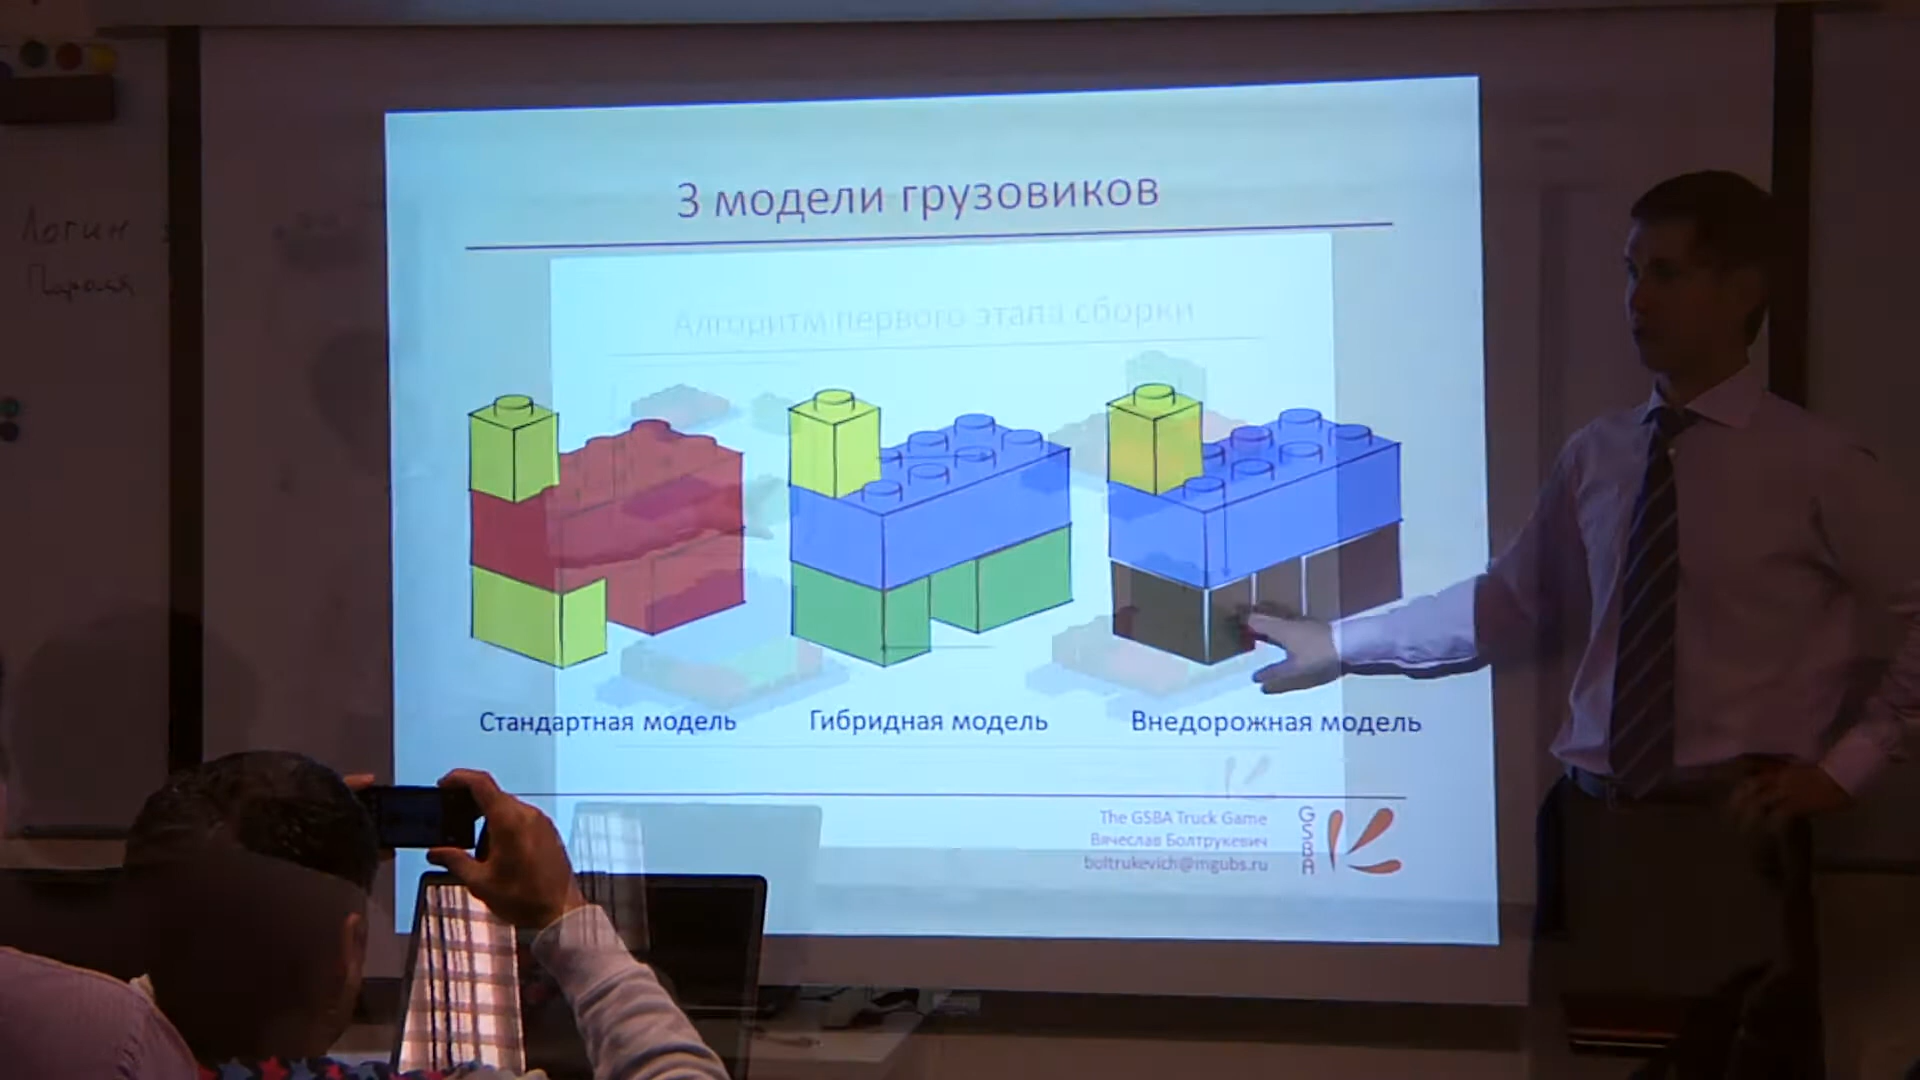 3 модели грузовиков
Алгоритм первого этапа сборки
Стандартная модель
Гибридная модель
Внедорожная модель
The GSBA Truck Game
Вячеслав Болтрукевич
boltrukevich@mgubs.ru
GSBA
Логин :
Пароль